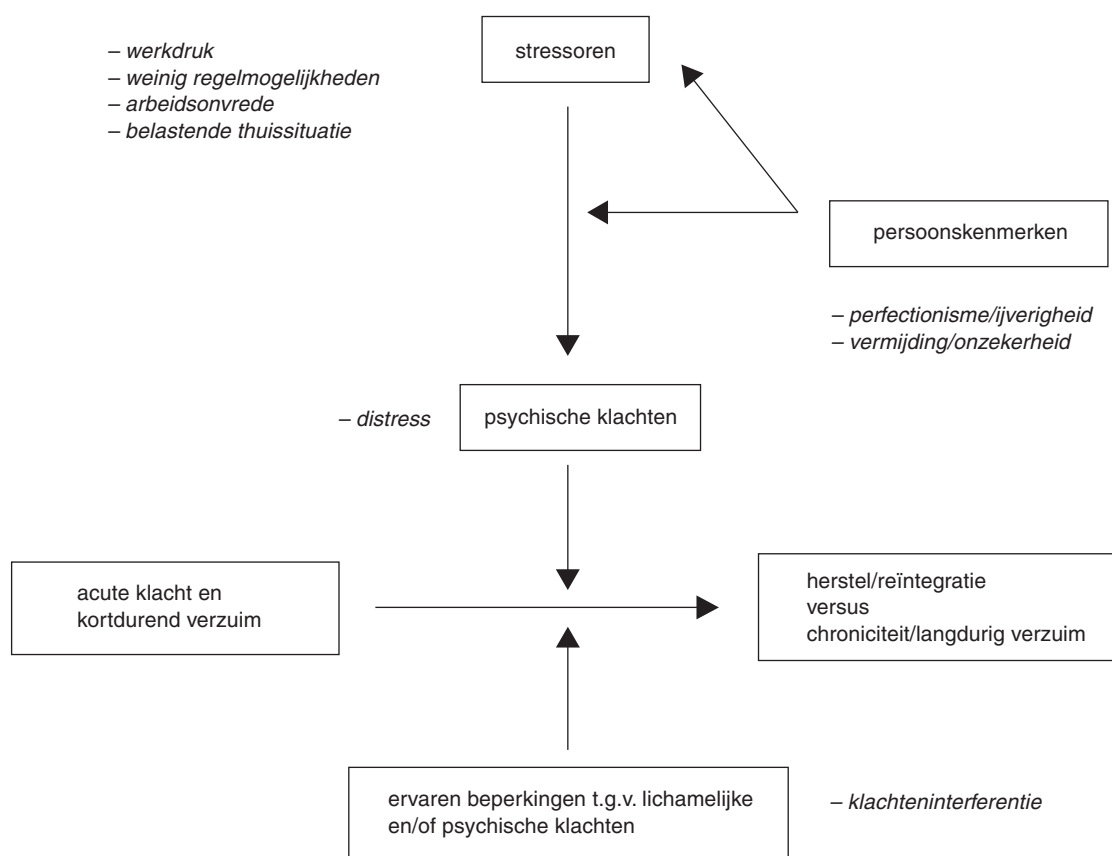 – werkdruk
– weinig regelmogelijkheden
– arbeidsonvrede
– belastende thuissituatie
stressoren
persoonskenmerken
– perfectionisme/ijverigheid
– vermijding/onzekerheid
– distress
psychische klachten
acute klacht en
kortdurend verzuim
herstel/reïntegratie
versus
chroniciteit/langdurig verzuim
ervaren beperkingen t.g.v. lichamelijke
en/of psychische klachten
– klachteninterferentie